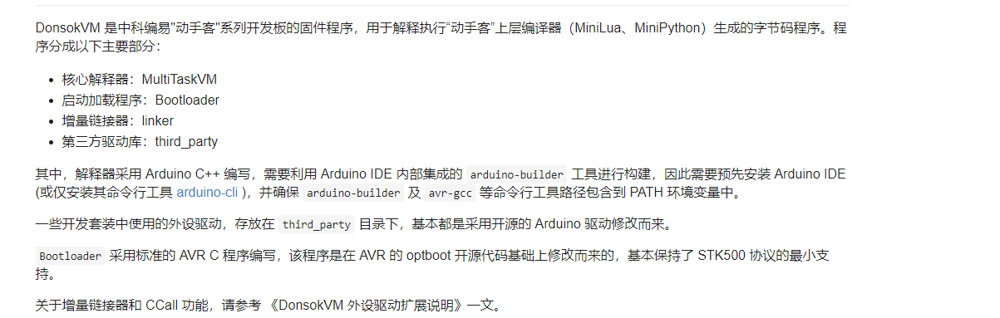 DonsokVM 是中科编易"动手客"系列开发板的固件程序，用于解释执行“动手客”上层编译器（MiniLua、MiniPython）生成的字节码程序。程
序分成以下主要部分：
• 核心解释器：MultiTaskVM
• 启动加载程序：Bootloader
• 增量链接器：linker
• 第三方驱动库：third_party
其中，解释器采用 Arduino C++ 编写，需要利用 Arduino IDE 内部集成的 arduino-builder 工具进行构建，因此需要预先安装 Arduino IDE
(或仅安装其命令行工具 arduino-cli )，并确保 arduino-builder 及 avr-gcc 等命令行工具路径包含到 PATH 环境变量中。
一些开发套装中使用的外设驱动，存放在 third_party 目录下，基本都是采用开源的 Arduino 驱动修改而来。
Bootloader 采用标准的 AVR C 程序编写，该程序是在 AVR 的 optboot 开源代码基础上修改而来的，基本保持了 STK500 协议的最小支
持。
关于增量链接器和 CCall 功能，请参考 《DonsokVM 外设驱动扩展说明》一文。